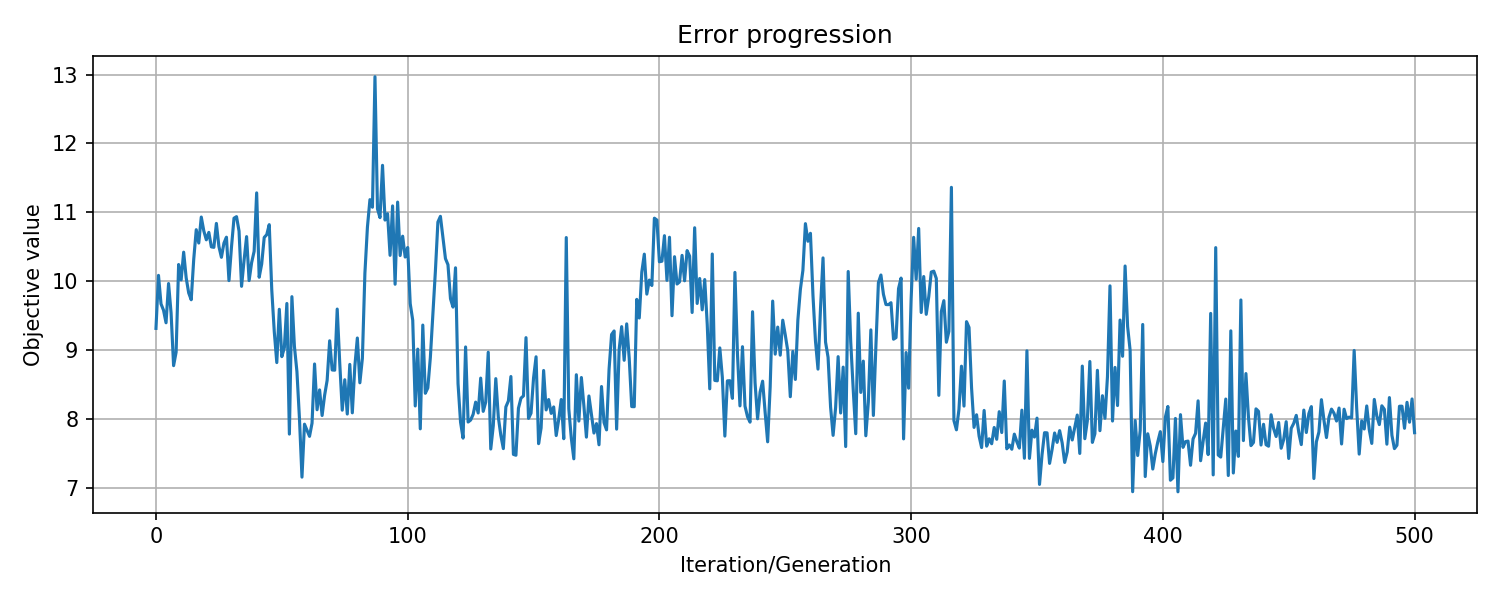 Error progression
Objective value
13
12
11
10
9
8
7
0 100 200 300 400 500
Iteration/Generation